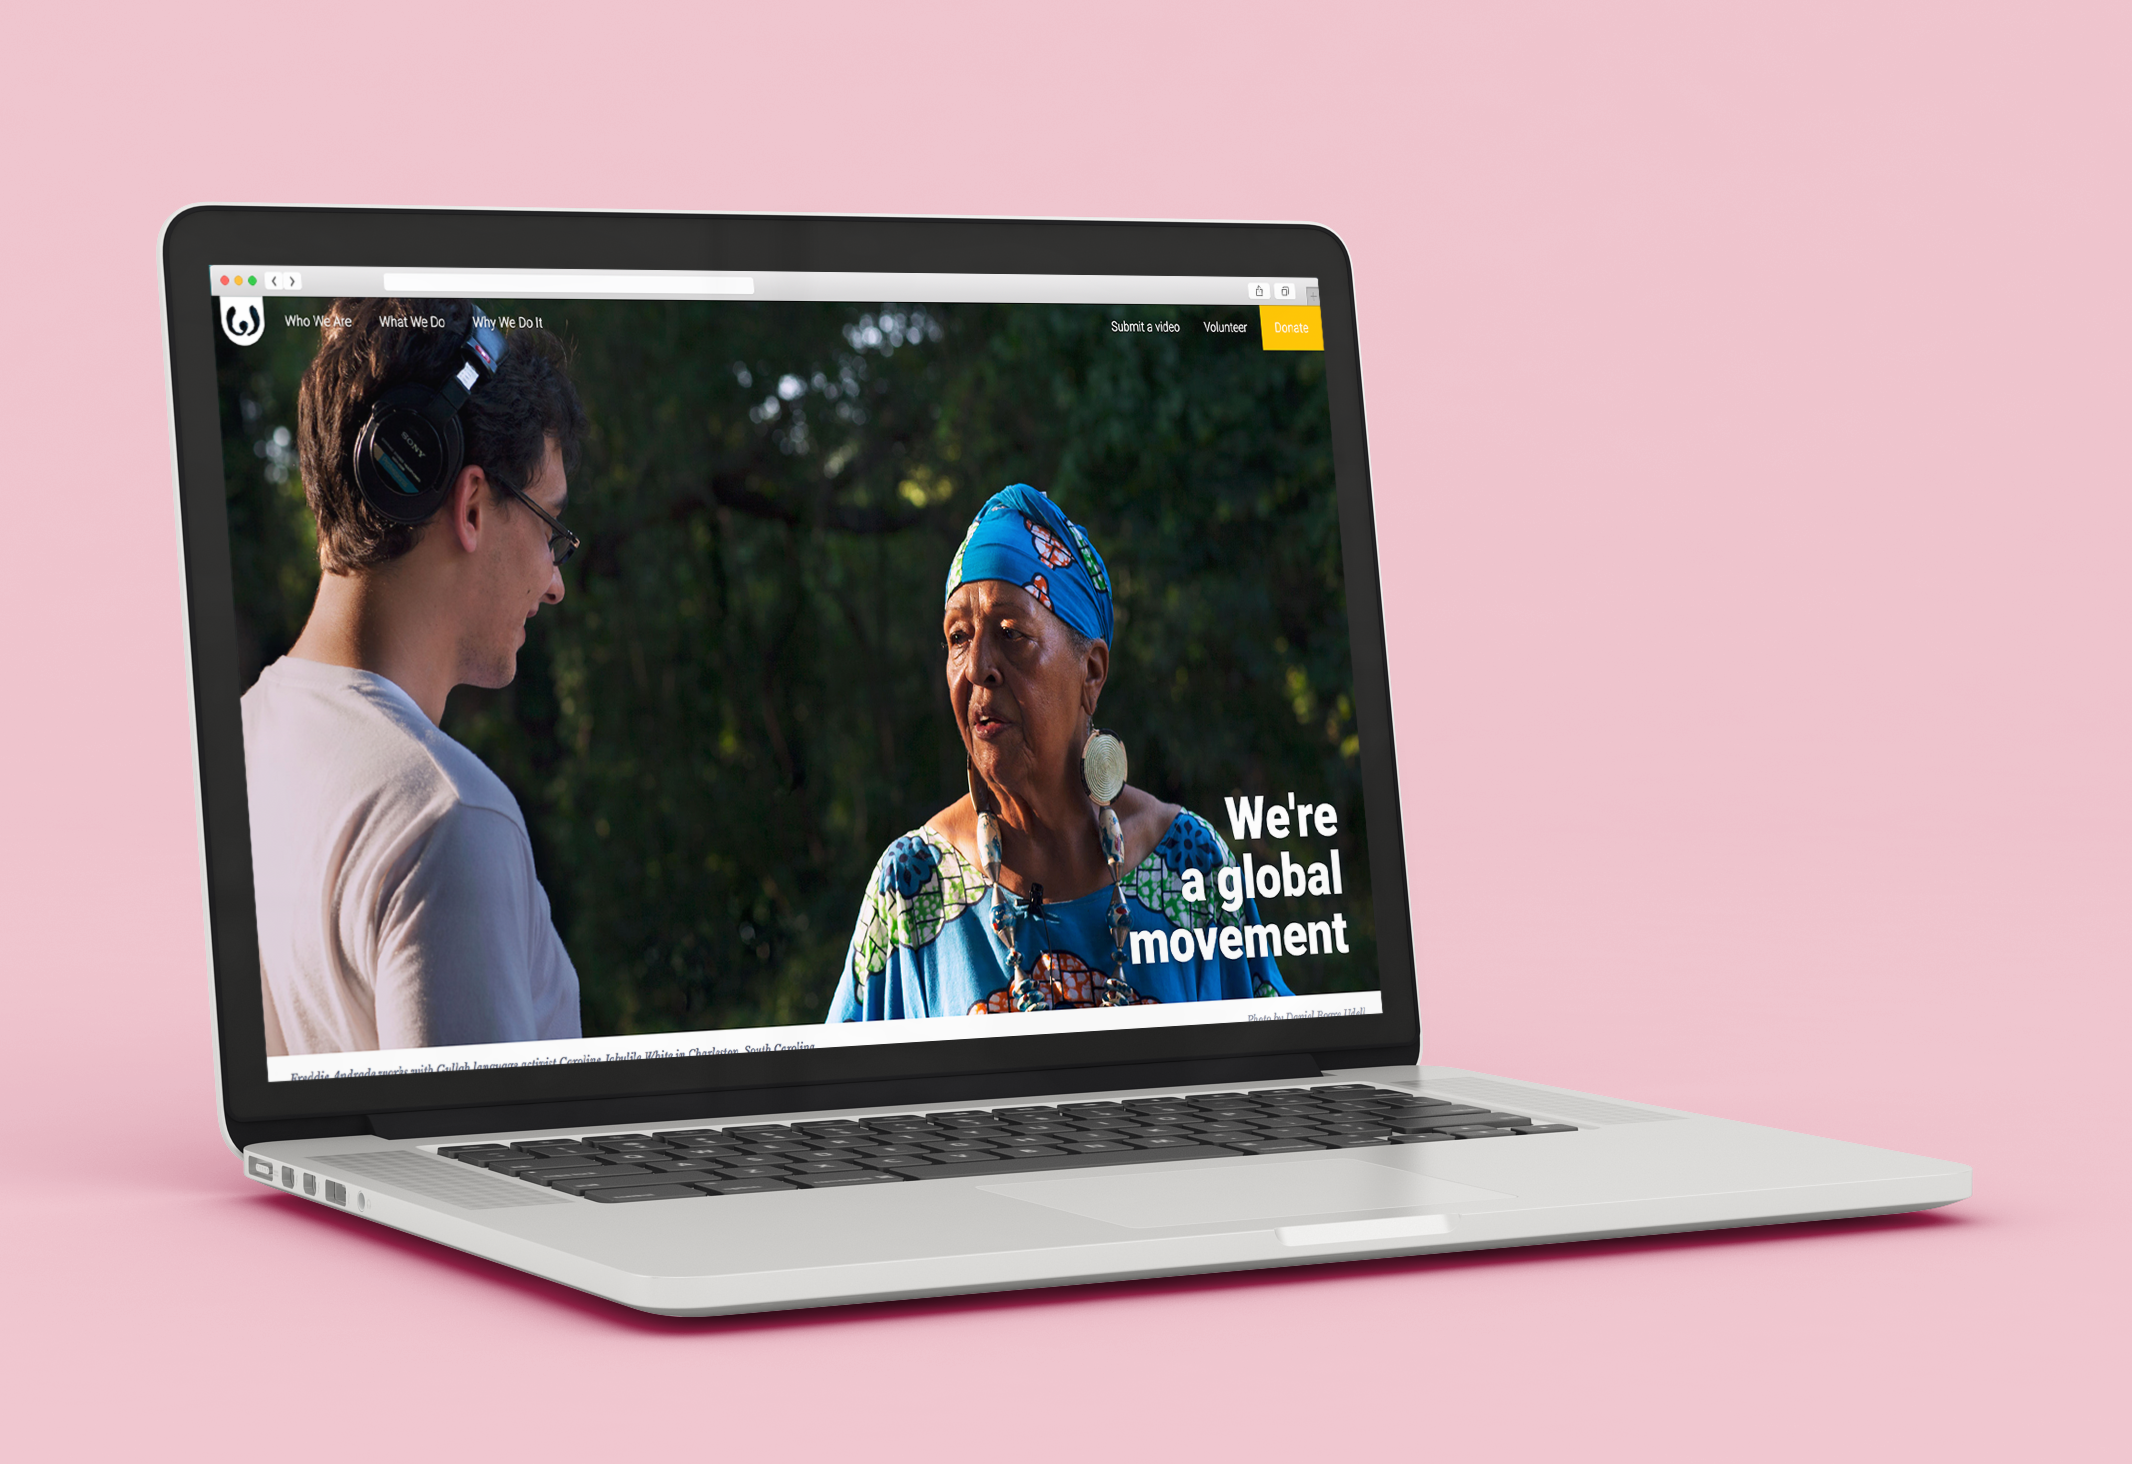 Who We Are
What We Do
Why We Do It
Submit a video
Volunteer
Donate
SONY
We're
a global
movement
Photo by Daniel Bogre Udell
Freddie Andrade works with Gullah language activist Caroline Jabulile White in Charleston, South Carolina